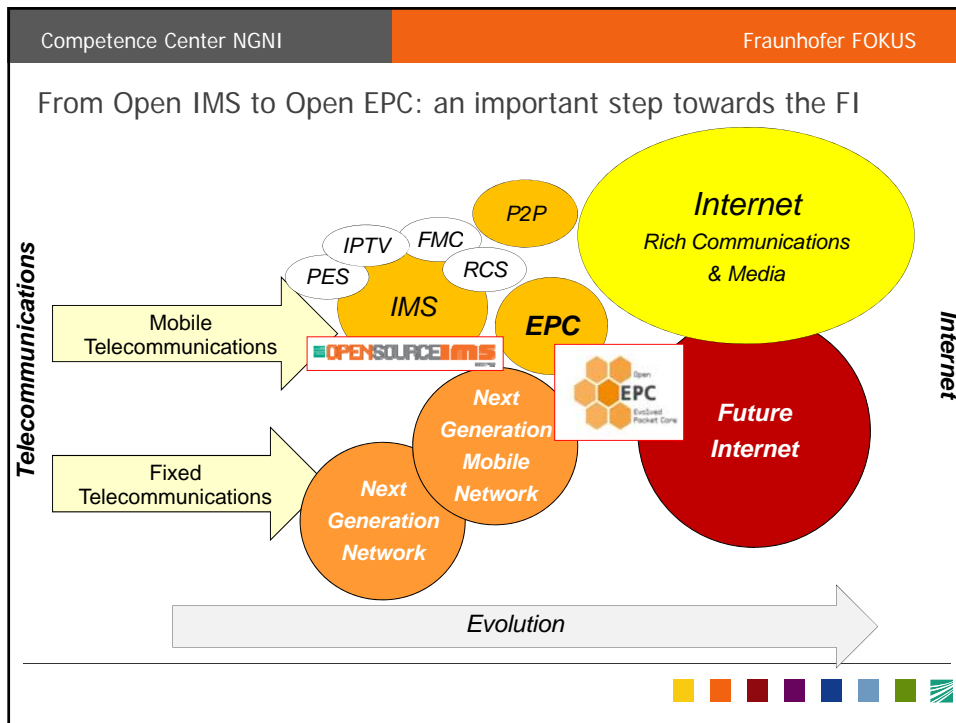 Competence Center NGNI
Fraunhofer FOKUS
From Open IMS to Open EPC: an important step towards the FI
Telecommunications
Mobile
Telecommunications
Fixed
Telecommunications
PES
IPTV
FMC
RCS
IMS
P2P
EPC
OPENSOURCEIMS
Open
EPC
Evolved
Packet Core
Next
Generation
Mobile
Network
Next
Generation
Network
Internet
Rich Communications
& Media
Future
Internet
Internet
Evolution